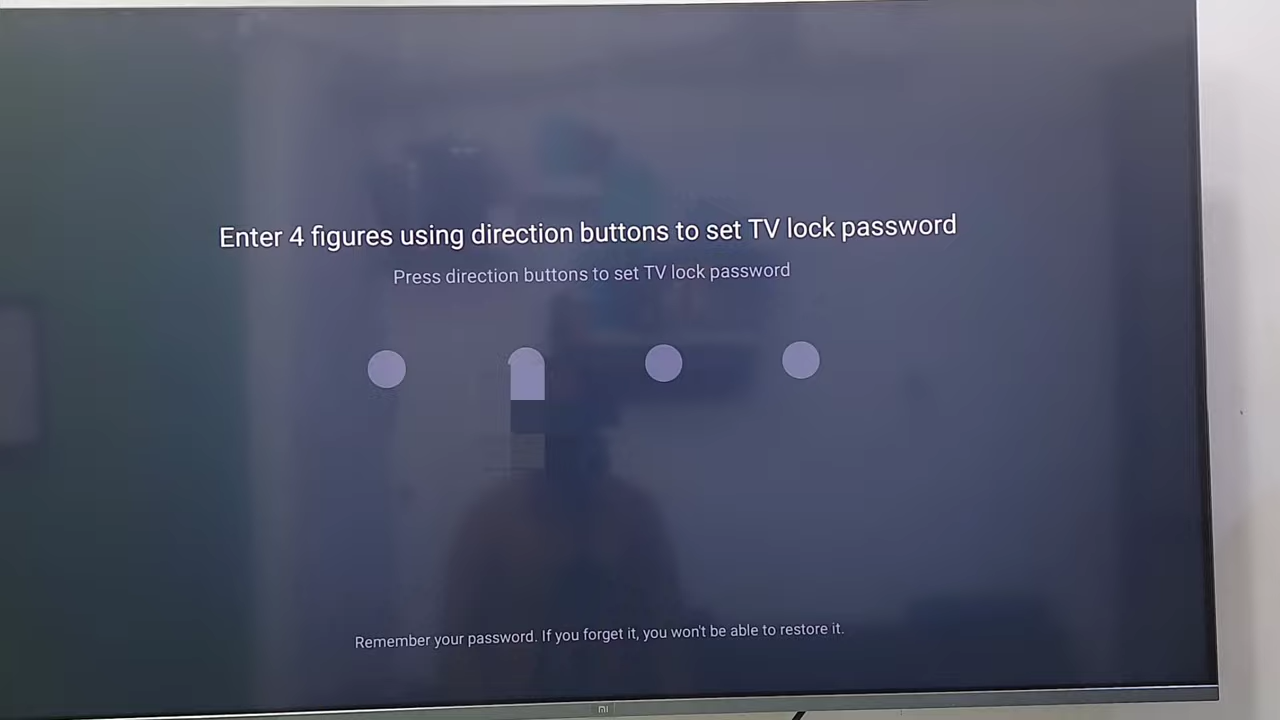 Enter 4 figures using direction buttons to set TV lock password
Press direction buttons to set TV lock password
Remember your password. If you forget it, you won't be able to restore it.
mi